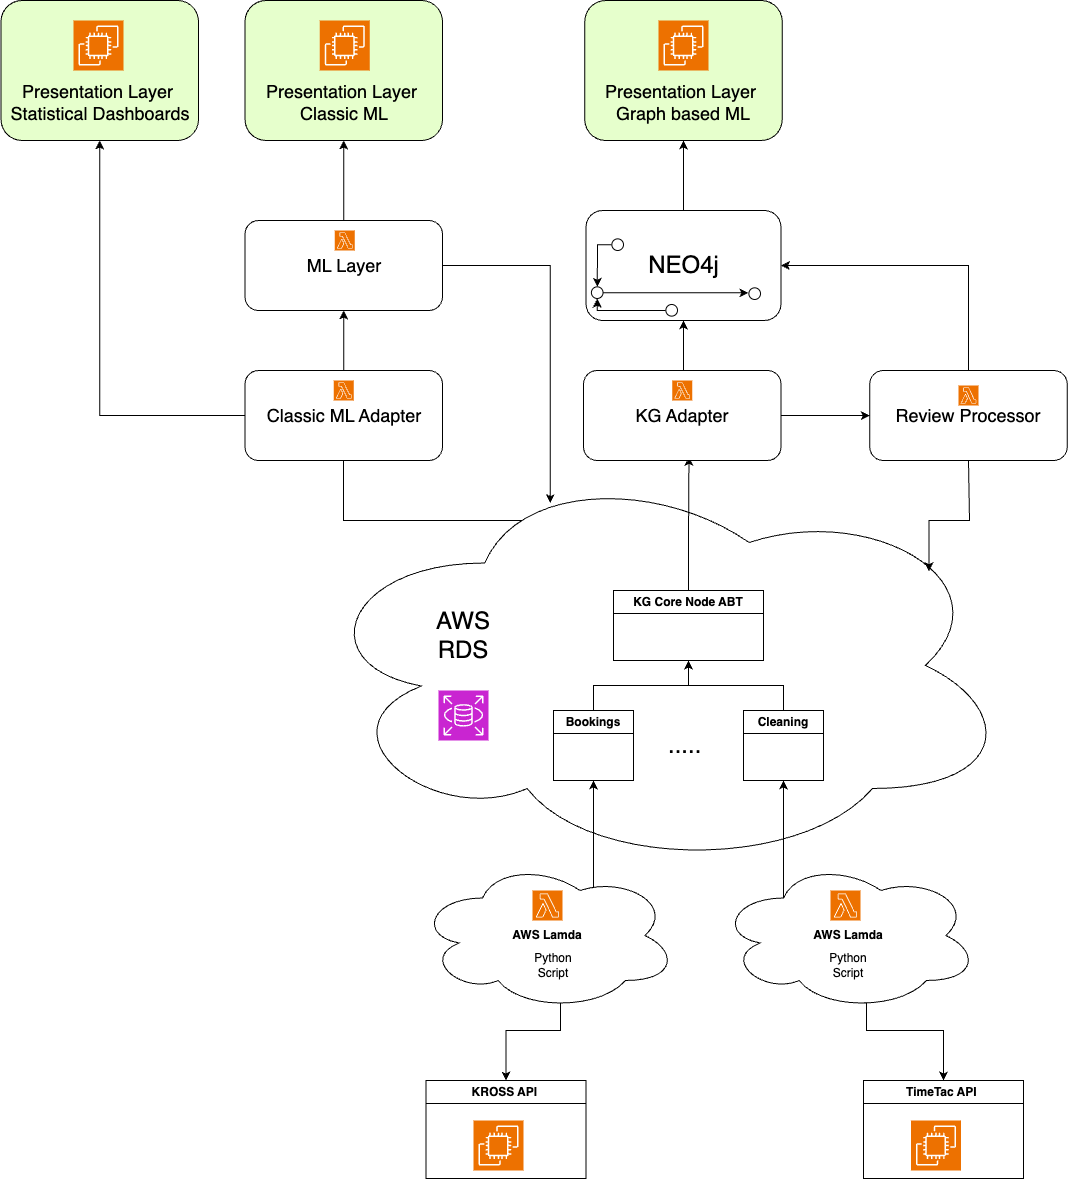 Presentation Layer
Statistical Dashboards
Presentation Layer
Classic ML
Presentation Layer
Graph based ML
ML Layer
NEO4j
Classic ML Adapter
KG Adapter
Review Processor
AWS
RDS
KG Core Node ABT
Bookings
.....
Cleaning
AWS Lamda
Python
Script
AWS Lamda
Python
Script
KROSS API
TimeTac API